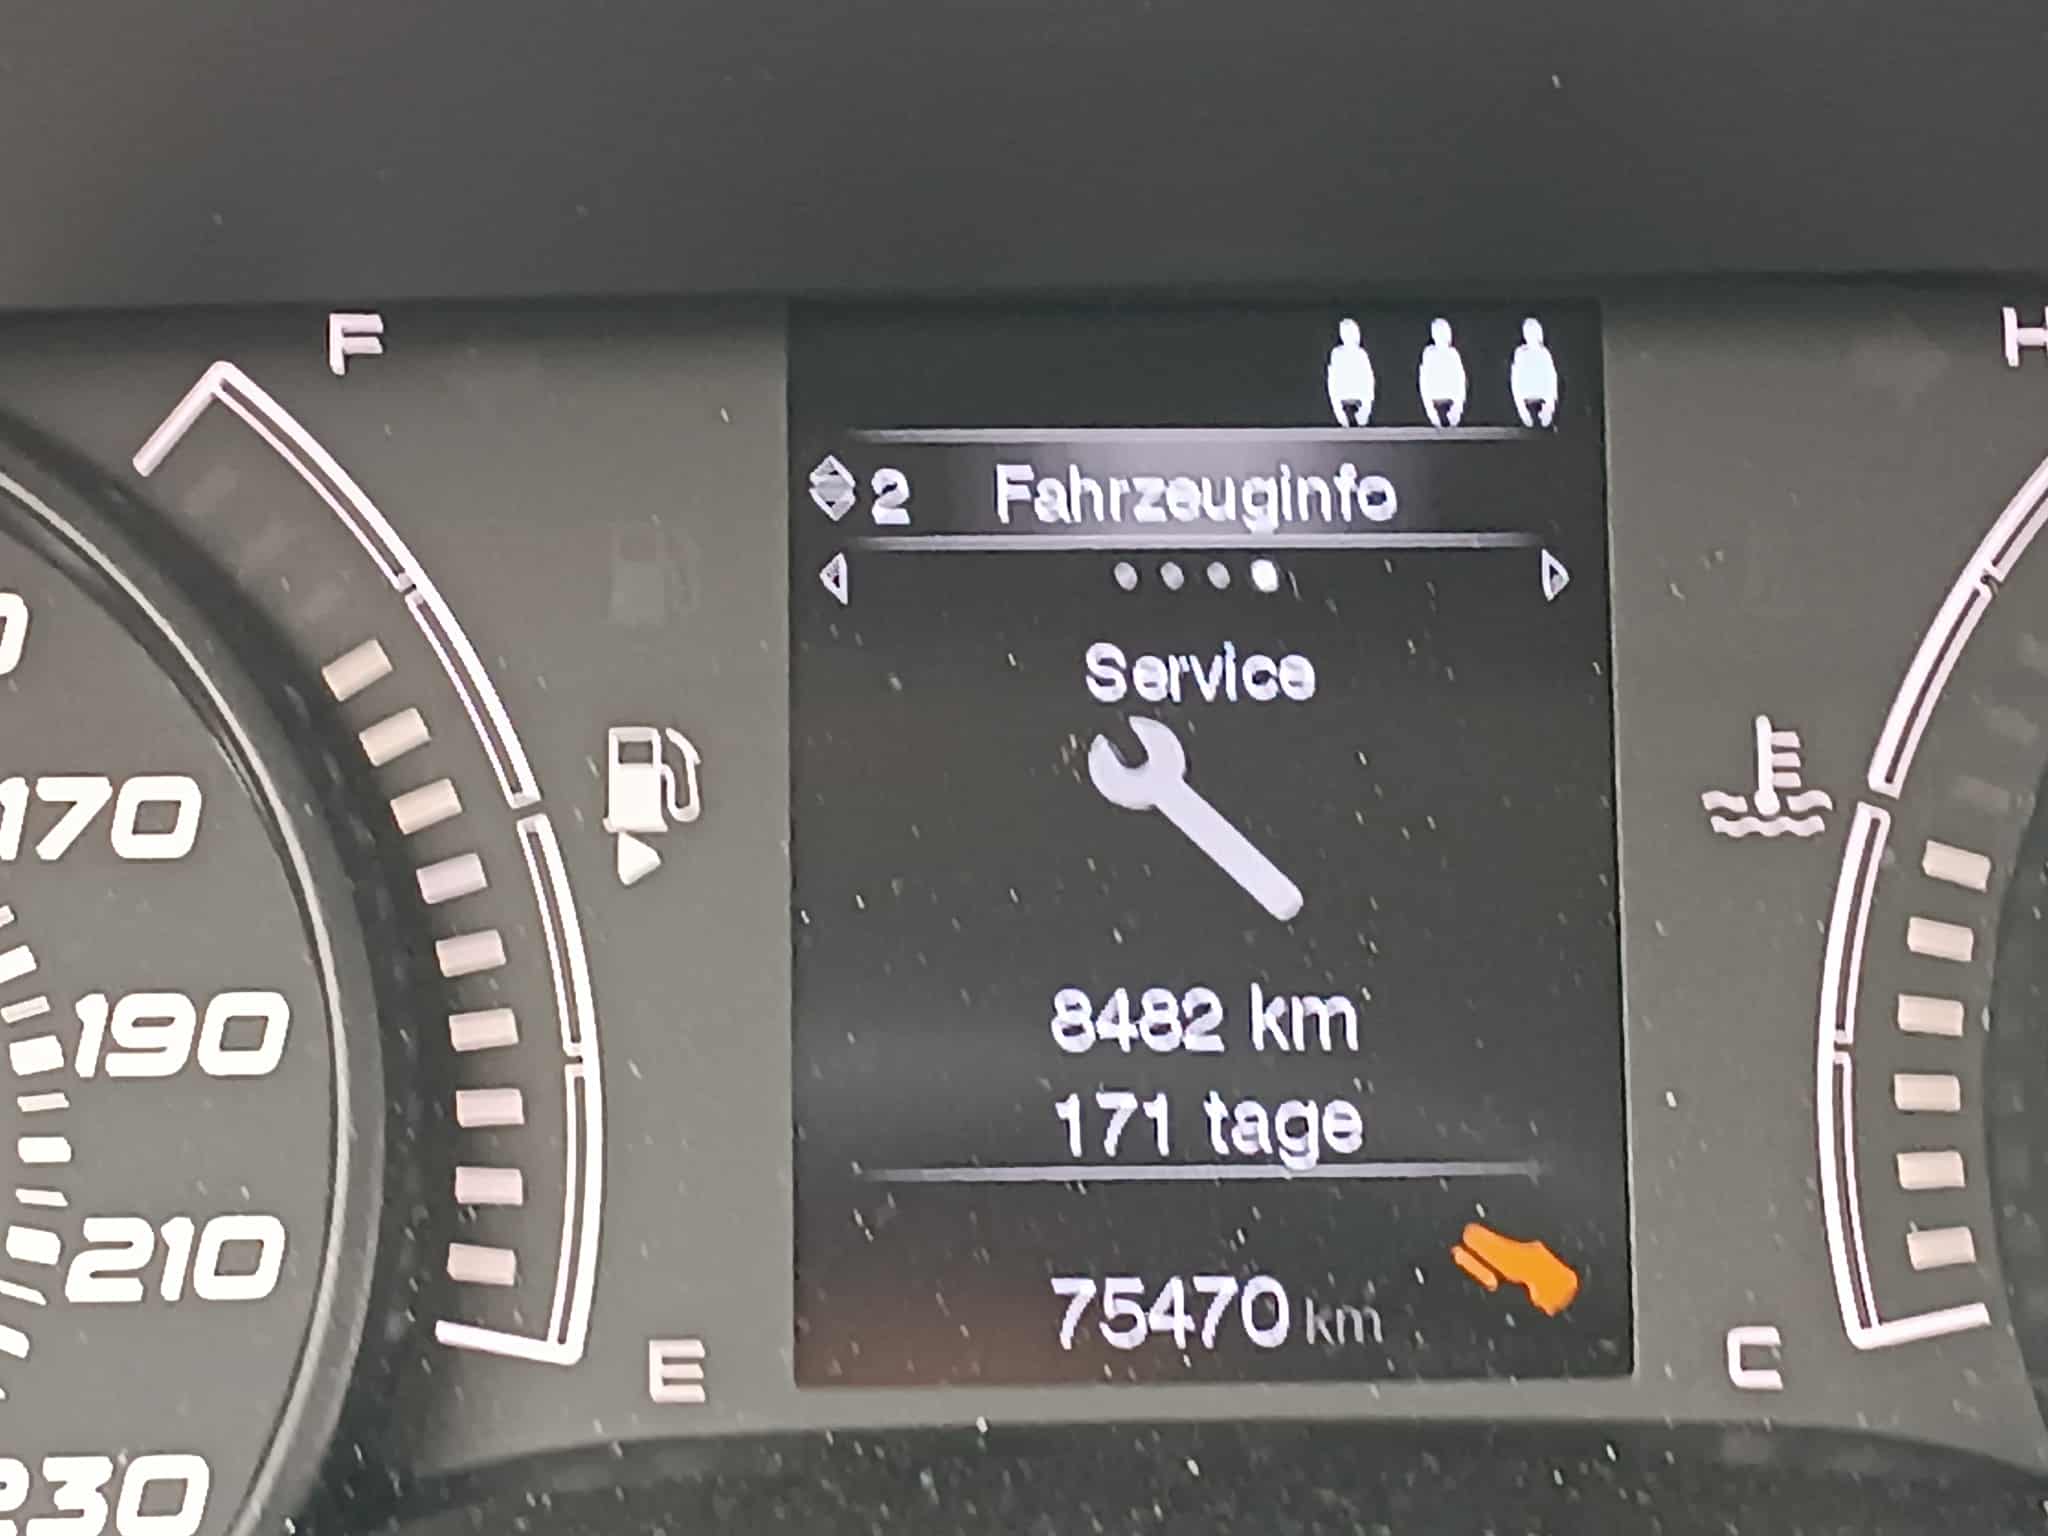 F
H
2 Fahrzeuginfo
Service
170
190
8482 km
171 tage
210
75470 km
E
C
230